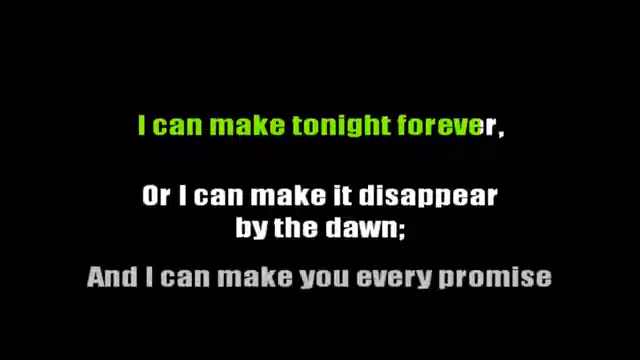 I can make tonight forever,
Or I can make it disappear
by the dawn;
And I can make you every promise